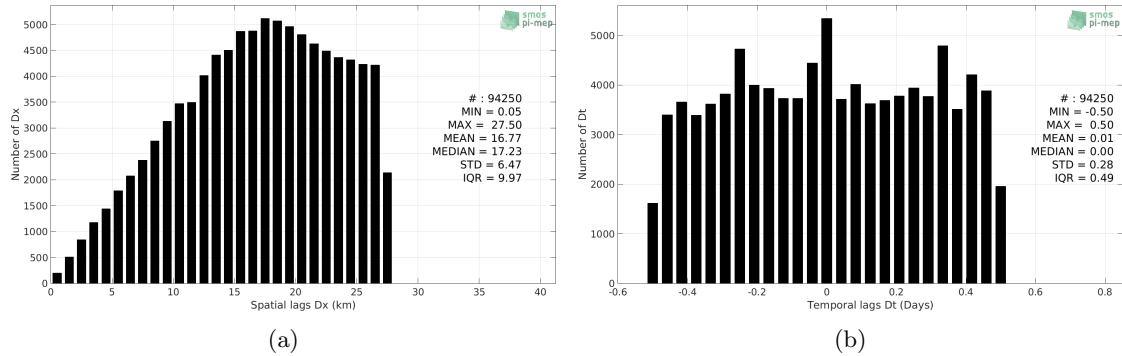 smos
pi-mep
5000
4500
4000
3500
3000
2500
2000
1500
1000
500
0
Number of Dx
# : 94250
MIN = 0.05
MAX = 27.50
MEAN = 16.77
MEDIAN = 17.23
STD = 6.47
IQR = 9.97
0 5 10 15 20 25 30 35 40
Spatial lags Dx (km)
(a)
smos
pi-mep
5000
4000
3000
2000
1000
0
Number of Dt
# : 94250
MIN = -0.50
MAX = 0.50
MEAN = 0.01
MEDIAN = 0.00
STD = 0.28
IQR = 0.49
-0.6 -0.4 -0.2 0 0.2 0.4 0.6 0.8
Temporal lags Dt (Days)
(b)